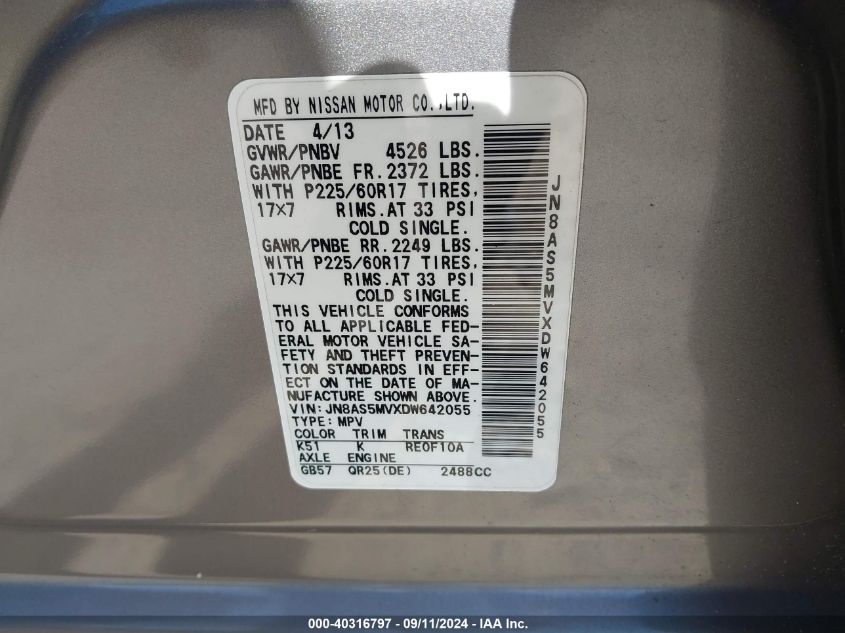 MFD BY NISSAN MOTOR CO.,LTD.
DATE 4/13
GVWR/PNBV 4526 LBS.
GAWR/PNBE FR.2372 LBS.
WITH P225/60R17 TIRES,
17×7 RIMS.AT 33 PSI
COLD SINGLE.
GAWR/PNBE RR.2249 LBS.
WITH P225/60R17 TIRES,
17×7 RIMS.AT 33 PSI
COLD SINGLE.
THIS VEHICLE CONFORMS
TO ALL APPLICABLE FED-
ERAL MOTOR VEHICLE SA-
FETY AND THEFT PREVEN-
TION STANDARDS IN EFF-
ECT ON THE DATE OF MA-
NUFACTURE SHOWN ABOVE.
VIN:JN8AS5MVXDW642055
TYPE:MPV
COLOR TRIM TRANS
K51 K RE0F10A
AXLE ENGINE
GB57 QR25(DE) 2488CC
JN8AS5MVXDW642055
000-40316797 - 09/11/2024 - IAA Inc.